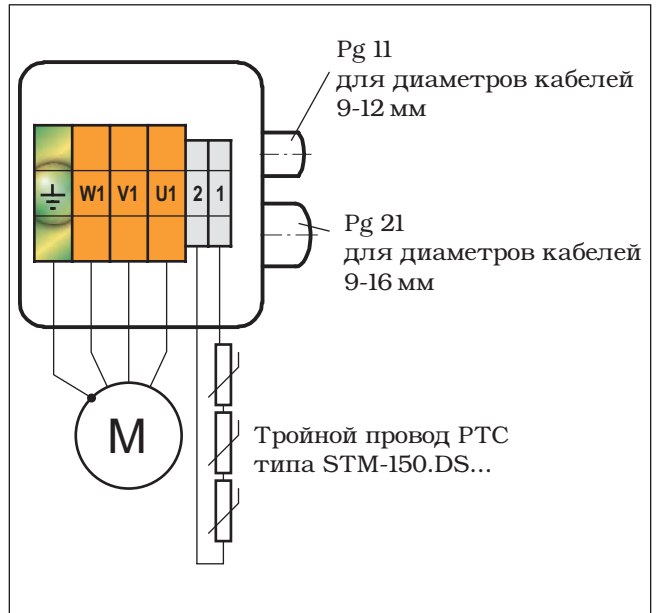 Pg 11
для диаметров кабелей
9-12 мм
W1 V1 U1 2 1
Pg 21
для диаметров кабелей
9-16 мм
M
Тройной провод PTC
типа STM-150.DS...